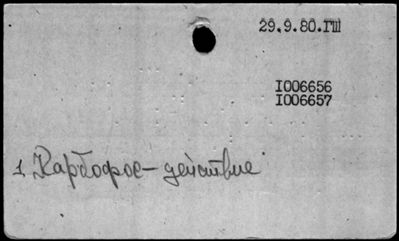 29.9.80.ГШ
I006656
I006657
1 Карбофос – действие